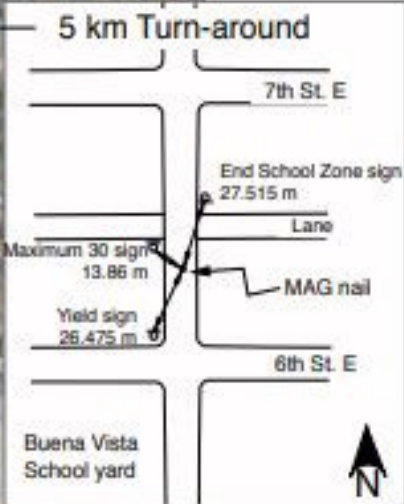 5 km Turn-around
7th St. E
End School Zone sign
27.515 m
Lane
Maximum 30 sign
13.86 m
MAG nail
Yield sign
26.475 m
6th St. E
Buena Vista
School yard
N